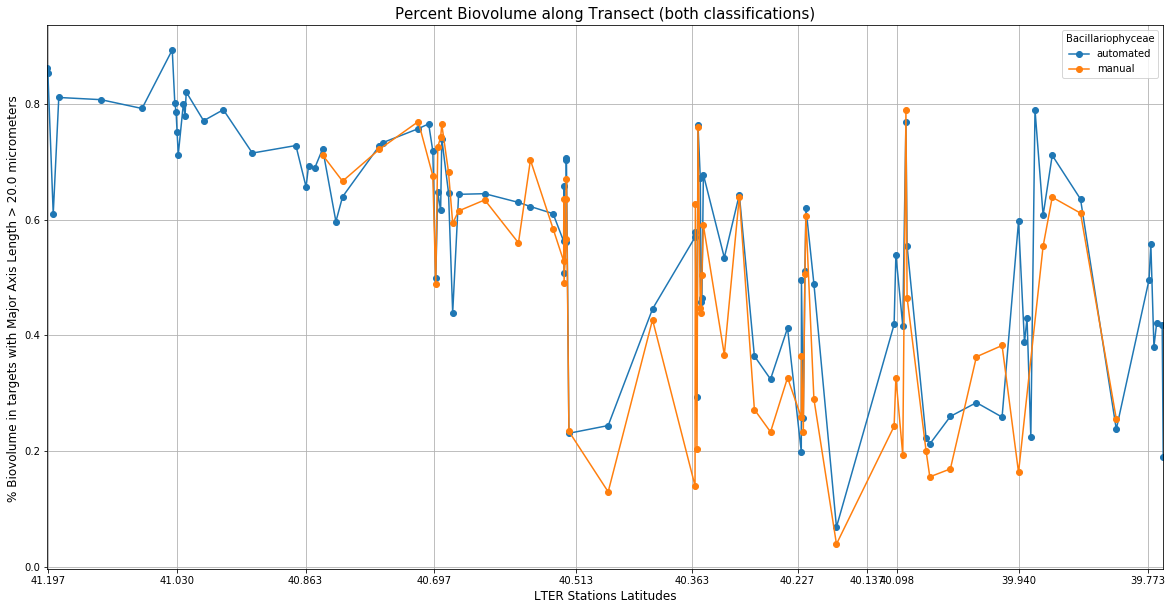 Percent Biovolume along Transect (both classifications)
% Biovolume in targets with Major Axis Length > 20.0 micrometers
Bacillariophyceae
automated
manual
0.8
0.6
0.4
0.2
0.0
41.197 41.030 40.863 40.697 40.513 40.363 40.227 40.137 40.098 39.940 39.773
LTER Stations Latitudes